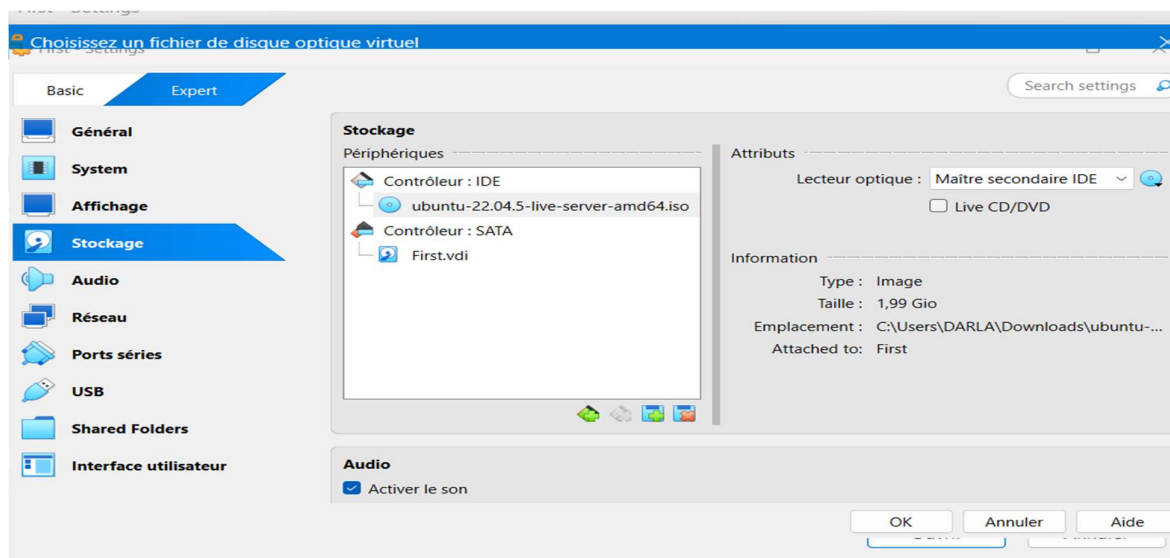 Choisissez un fichier de disque optique virtuel
Basic
Expert
Search settings
Général
System
Affichage
Stockage
Audio
Réseau
Ports séries
USB
Shared Folders
Interface utilisateur
Stockage
Périphériques
Contrôleur : IDE
ubuntu-22.04.5-live-server-amd64.iso
Contrôleur : SATA
First.vdi
Attributs
Lecteur optique : Maître secondaire IDE
Live CD/DVD
Information
Type : Image
Taille : 1,99 Gio
Emplacement : C:\Users\DARLA\Downloads\ubuntu-...
Attached to: First
Audio
Activer le son
OK
Annuler
Aide